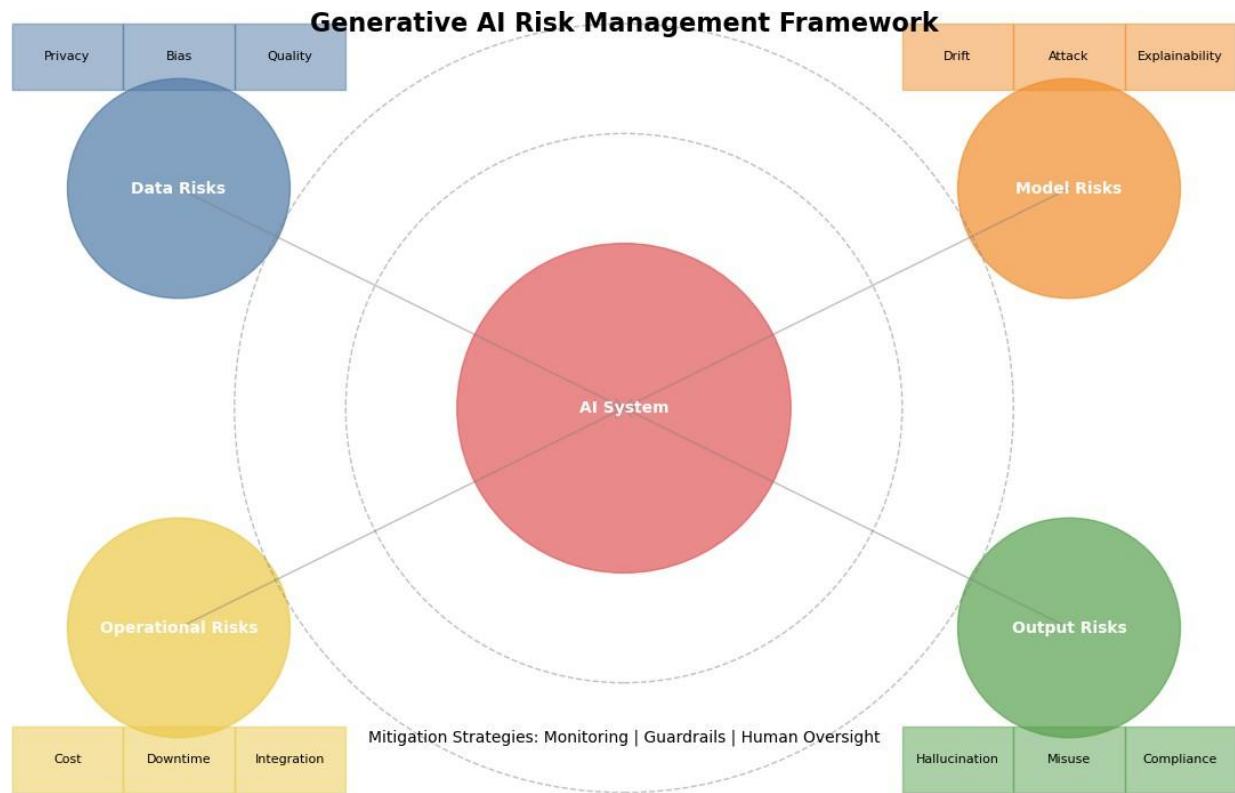 Generative AI Risk Management Framework
Privacy
Bias
Quality
Drift
Attack
Explainability
Data Risks
Model Risks
AI System
Operational Risks
Output Risks
Mitigation Strategies: Monitoring | Guardrails | Human Oversight
Cost
Downtime
Integration
Hallucination
Misuse
Compliance